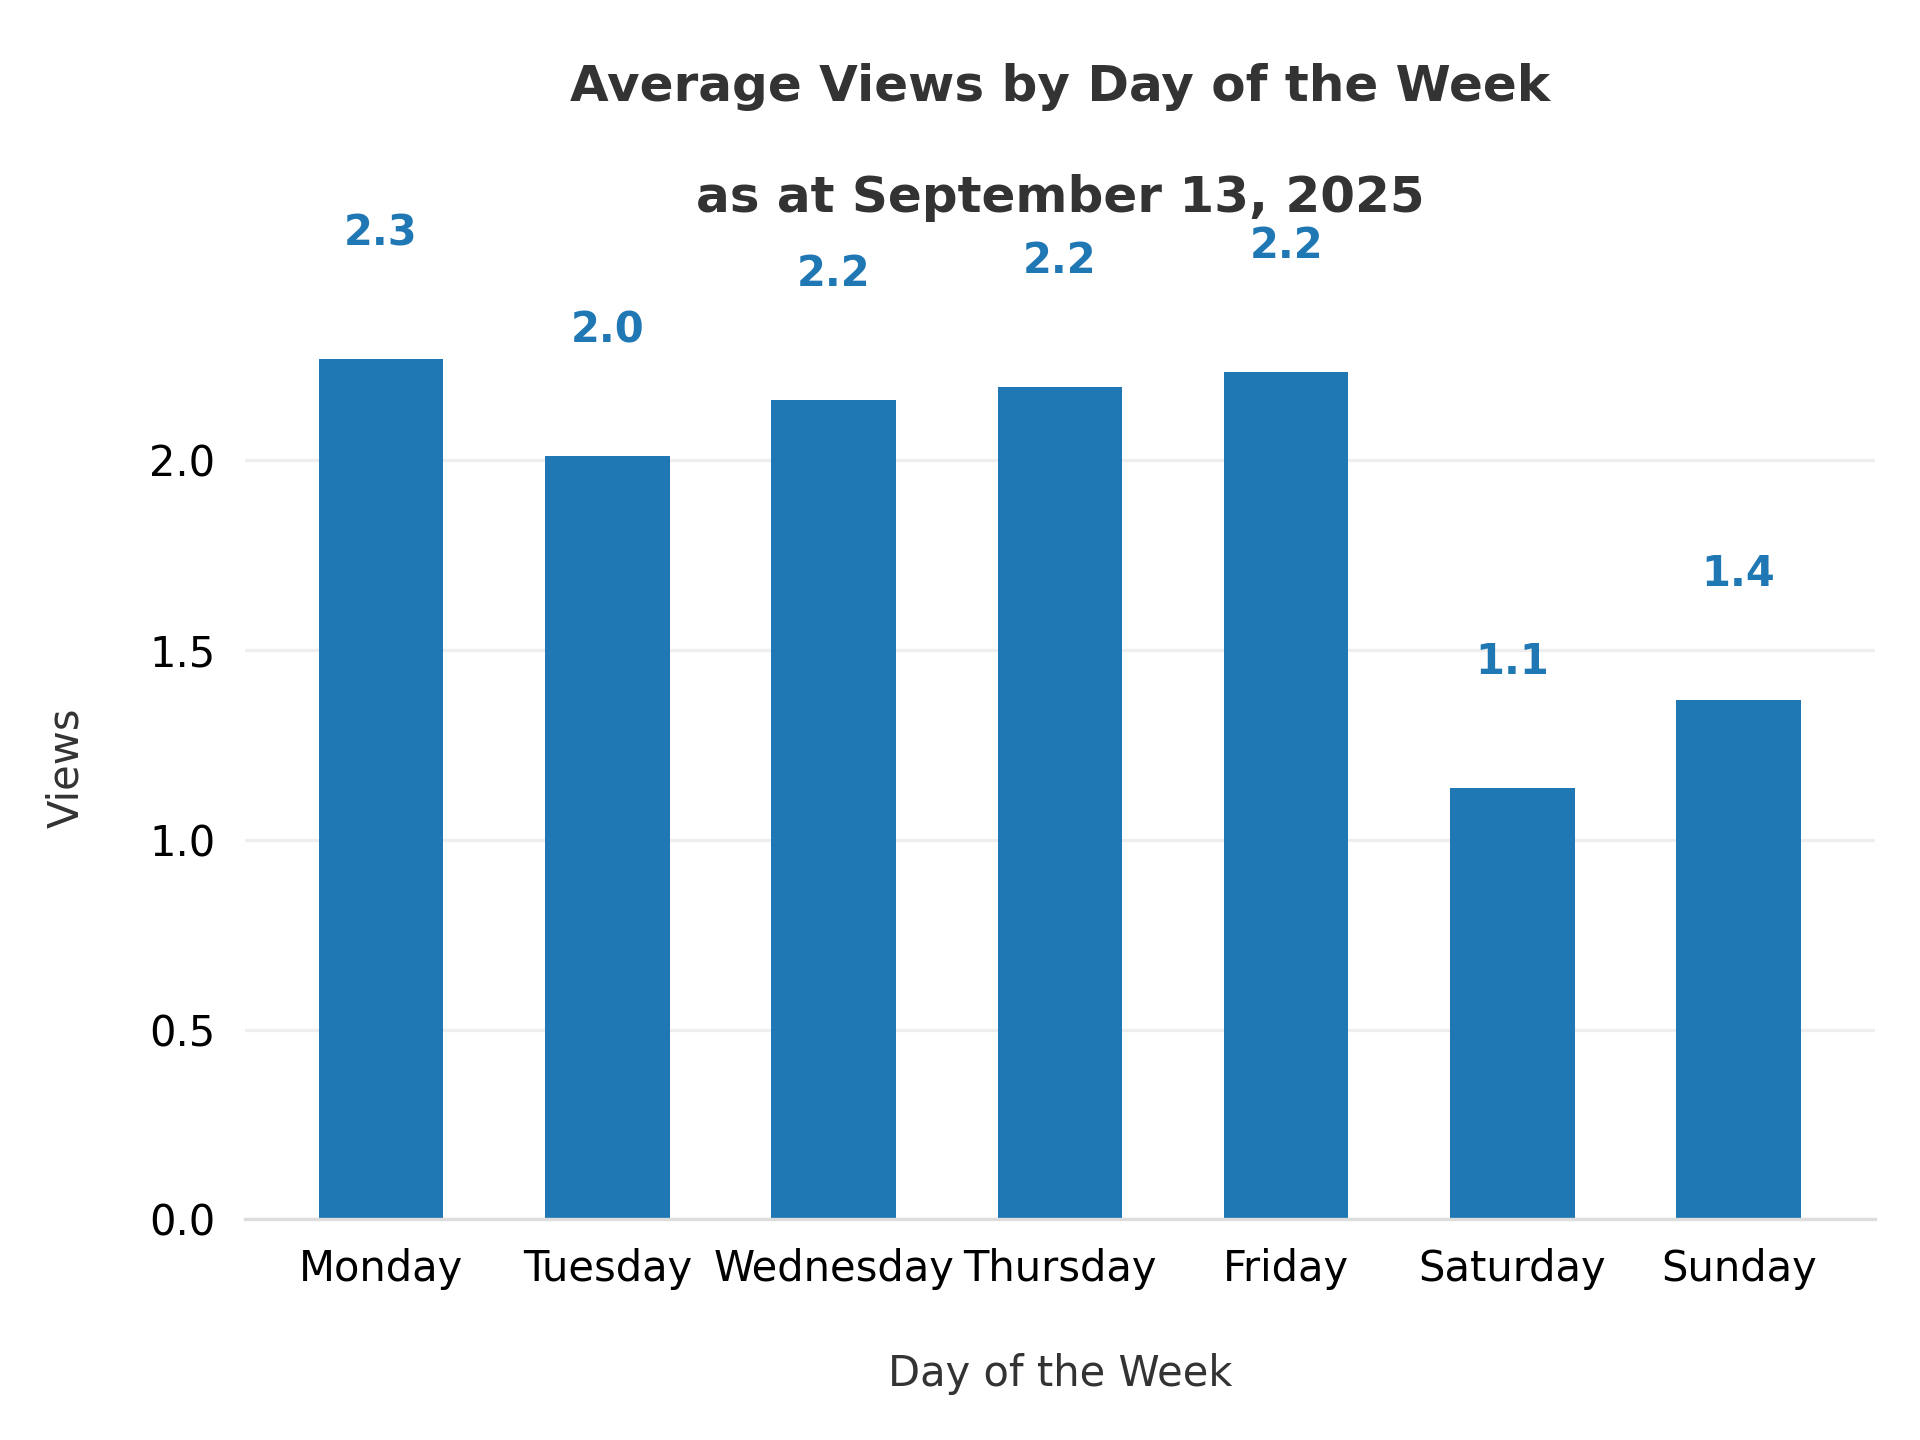 Average Views by Day of the Week
as at September 13, 2025
2.3
2.0
2.2
2.2
2.2
1.1
1.4
2.0
1.5
1.0
0.5
0.0
Views
Monday Tuesday Wednesday Thursday Friday Saturday Sunday
Day of the Week